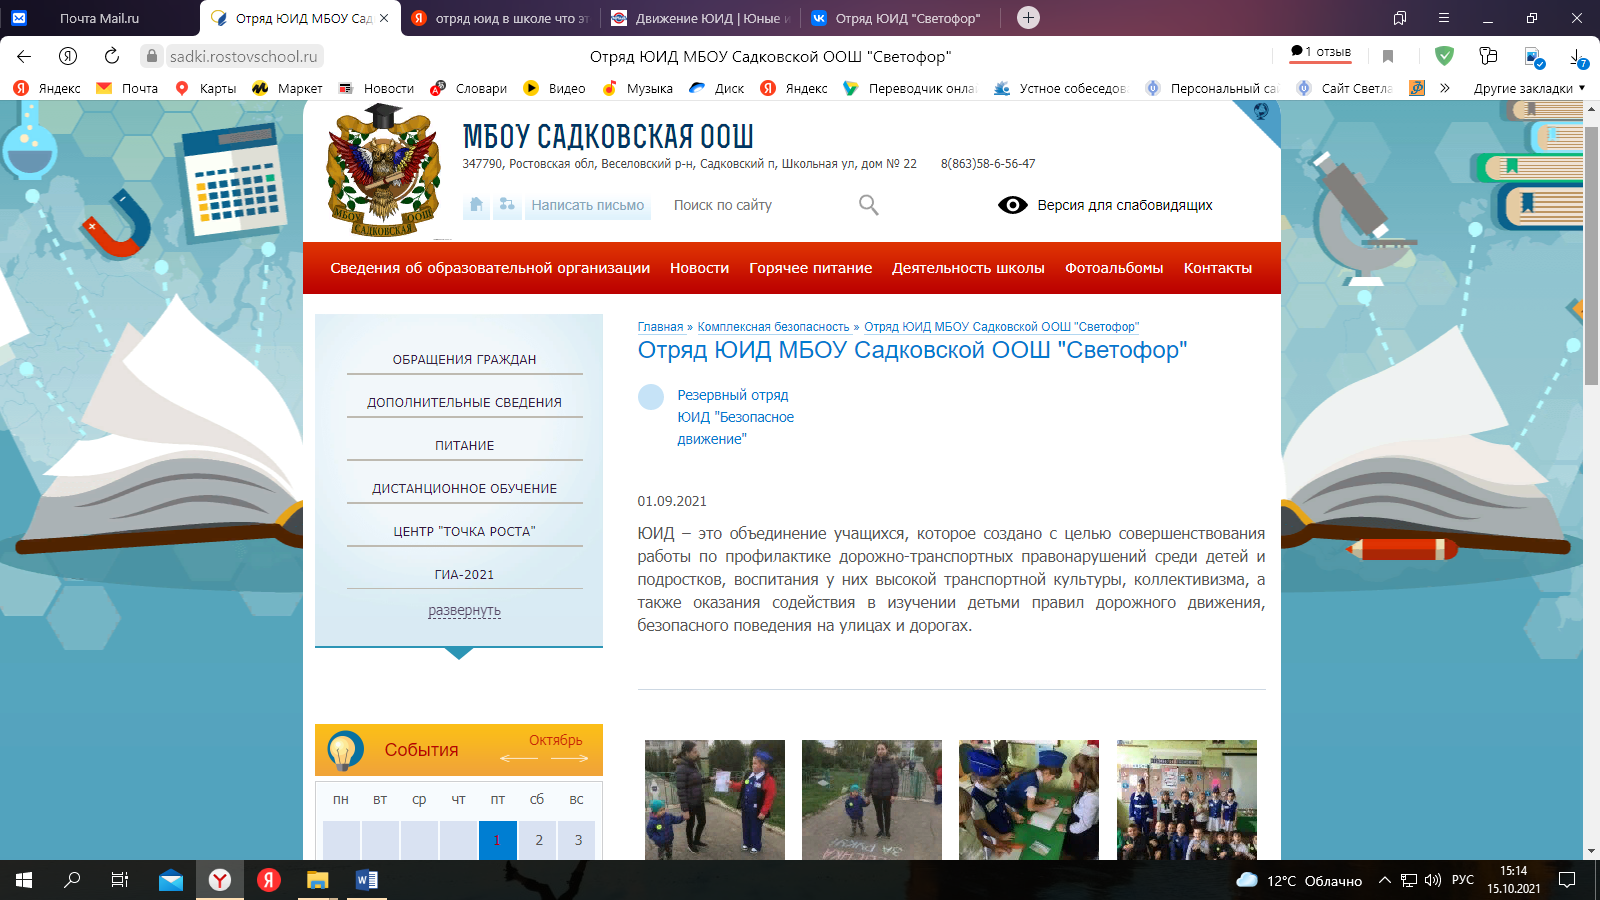 Почта Mail.ru
Отряд ЮИД МБОУ Сад
отряд юид в школе что э
Движение ЮИД | Юные и
Отряд ЮИД "Светофор"
sadki.rostovschool.ru
Отряд ЮИД МБОУ Садковской ООШ "Светофор"
1 отзыв
7
Яндекс
Почта
Карты
Маркет
Новости
Словари
Видео
Музыка
Диск
Яндекс
Переводчик онла
Устное собеседов
Персональный са
Сайт Светла
Другие закладки
МБОУ САДКОВСКАЯ ООШ
347790, Ростовская обл, Веселовский р-н, Садковский п, Школьная ул, дом № 22 8(863)58-6-56-47
МБОУ САДКОВСКАЯ ООШ
Написать письмо
Поиск по сайту
Версия для слабовидящих
Сведения об образовательной организации Новости Горячее питание Деятельность школы Фотоальбомы Контакты
ОБРАЩЕНИЯ ГРАЖДАН
ДОПОЛНИТЕЛЬНЫЕ СВЕДЕНИЯ
ПИТАНИЕ
ДИСТАНЦИОННОЕ ОБУЧЕНИЕ
ЦЕНТР "ТОЧКА РОСТА"
ГИА-2021
развернуть
Главная » Комплексная безопасность » Отряд ЮИД МБОУ Садковской ООШ "Светофор"
Отряд ЮИД МБОУ Садковской ООШ "Светофор"
Резервный отряд
ЮИД "Безопасное
движение"
01.09.2021
ЮИД – это объединение учащихся, которое создано с целью совершенствования
работы по профилактике дорожно-транспортных правонарушений среди детей и
подростков, воспитания у них высокой транспортной культуры, коллективизма, а
также оказания содействия в изучении детьми правил дорожного движения,
безопасного поведения на улицах и дорогах.
События
Октябрь
пн вт ср чт пт сб вс
1 2 3
ЗА РУКУ!
12°C Облачно
РУС
15:14
15.10.2021